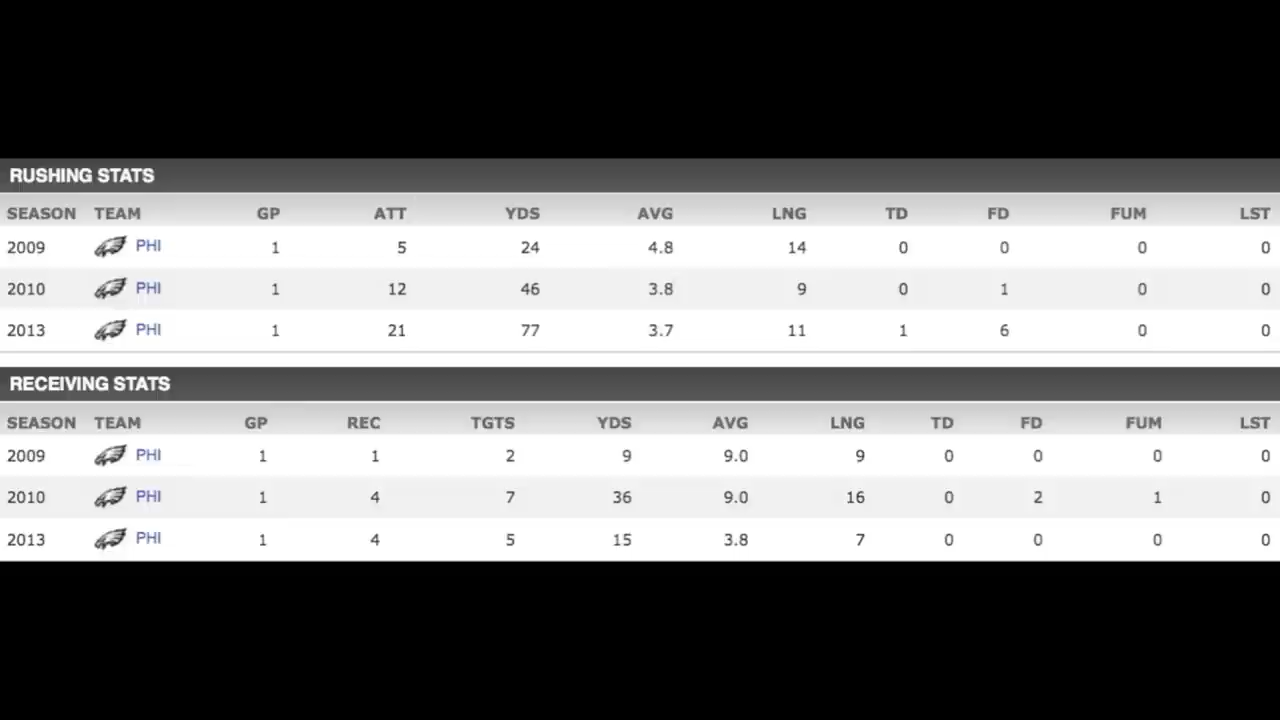 RUSHING STATS
SEASON TEAM GP ATT YDS AVG LNG TD FD FUM LST
2009 PHI 1 5 24 4.8 14 0 0 0 0
2010 PHI 1 12 46 3.8 9 0 1 0 0
2013 PHI 1 21 77 3.7 11 1 6 0 0
RECEIVING STATS
SEASON TEAM GP REC TGTS YDS AVG LNG TD FD FUM LST
2009 PHI 1 1 2 9 9.0 9 0 0 0 0
2010 PHI 1 4 7 36 9.0 16 0 2 1 0
2013 PHI 1 4 5 15 3.8 7 0 0 0 0